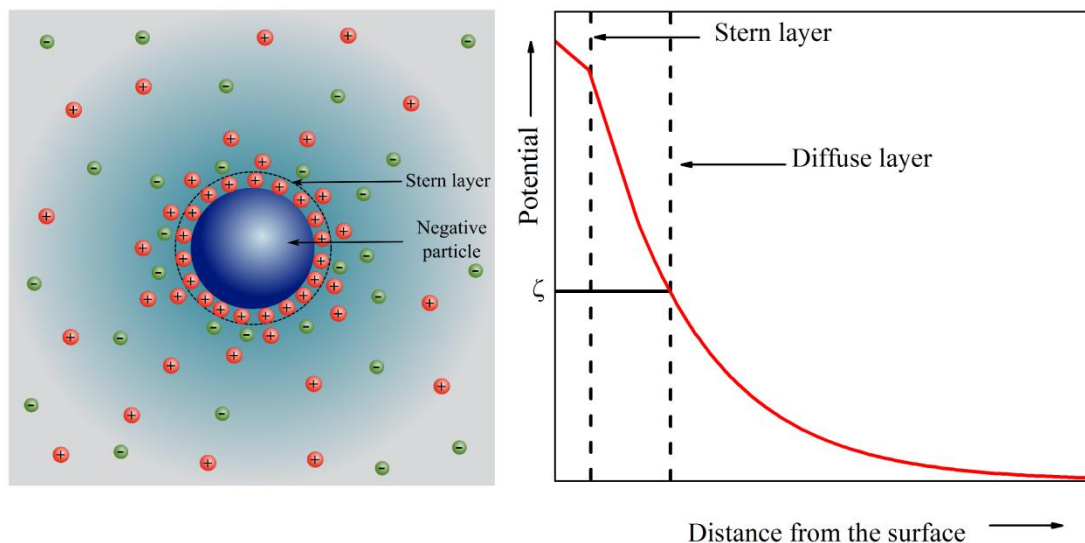 Stern layer
Negative
particle
Stern layer
Diffuse layer
Potential
ζ
Distance from the surface